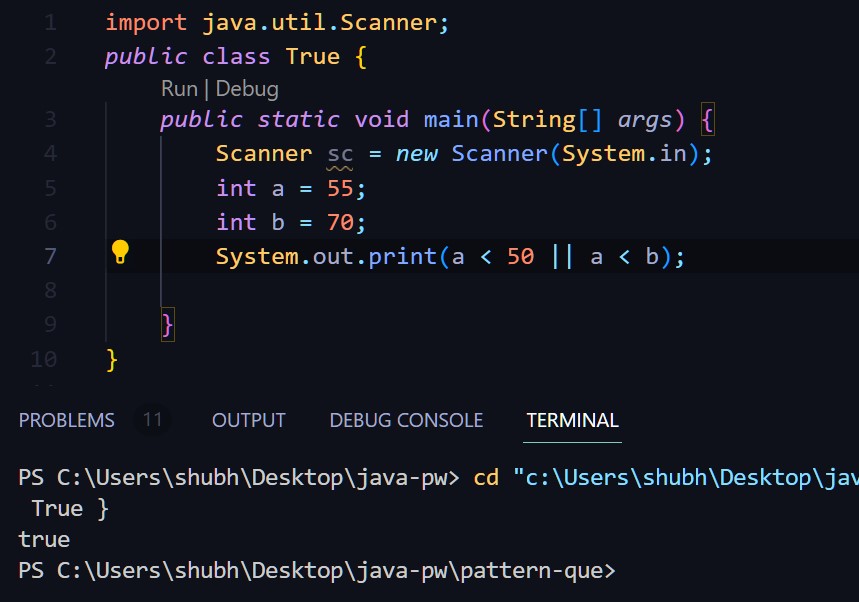 1 import java.util.Scanner;
2 public class True {
Run | Debug
3 public static void main(String[] args) {
4 Scanner sc = new Scanner(System.in);
5 int a = 55;
6 int b = 70;
7 System.out.print(a < 50 || a < b);
8
9 }
10 }
PROBLEMS 11 OUTPUT DEBUG CONSOLE TERMINAL
PS C:\Users\shubh\Desktop\java-pw> cd "c:\Users\shubh\Desktop\jav
True }
true
PS C:\Users\shubh\Desktop\java-pw\pattern-que>